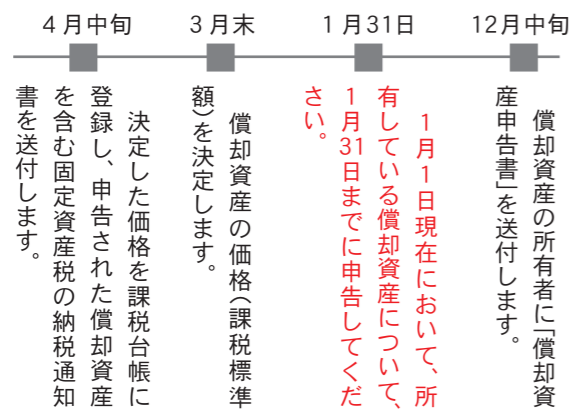 12月中旬
償却資産の所有者に「償却資
産申告書」を送付します。
1月31日
1月1日現在において、所
有している償却資産について、
1月31日までに申告してくだ
さい。
3月末
償却資産の価格(課税標準
額)を決定します。
4月中旬
決定した価格を課税台帳に
登録し、申告された償却資産
を含む固定資産税の納税通知
書を送付します。